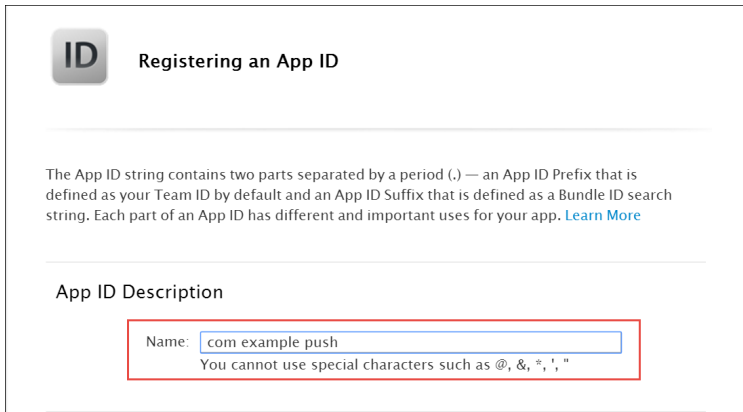 ID
Registering an App ID
The App ID string contains two parts separated by a period (.) — an App ID Prefix that is
defined as your Team ID by default and an App ID Suffix that is defined as a Bundle ID search
string. Each part of an App ID has different and important uses for your app. Learn More
App ID Description
Name: com example push
You cannot use special characters such as @, &, *, ', "